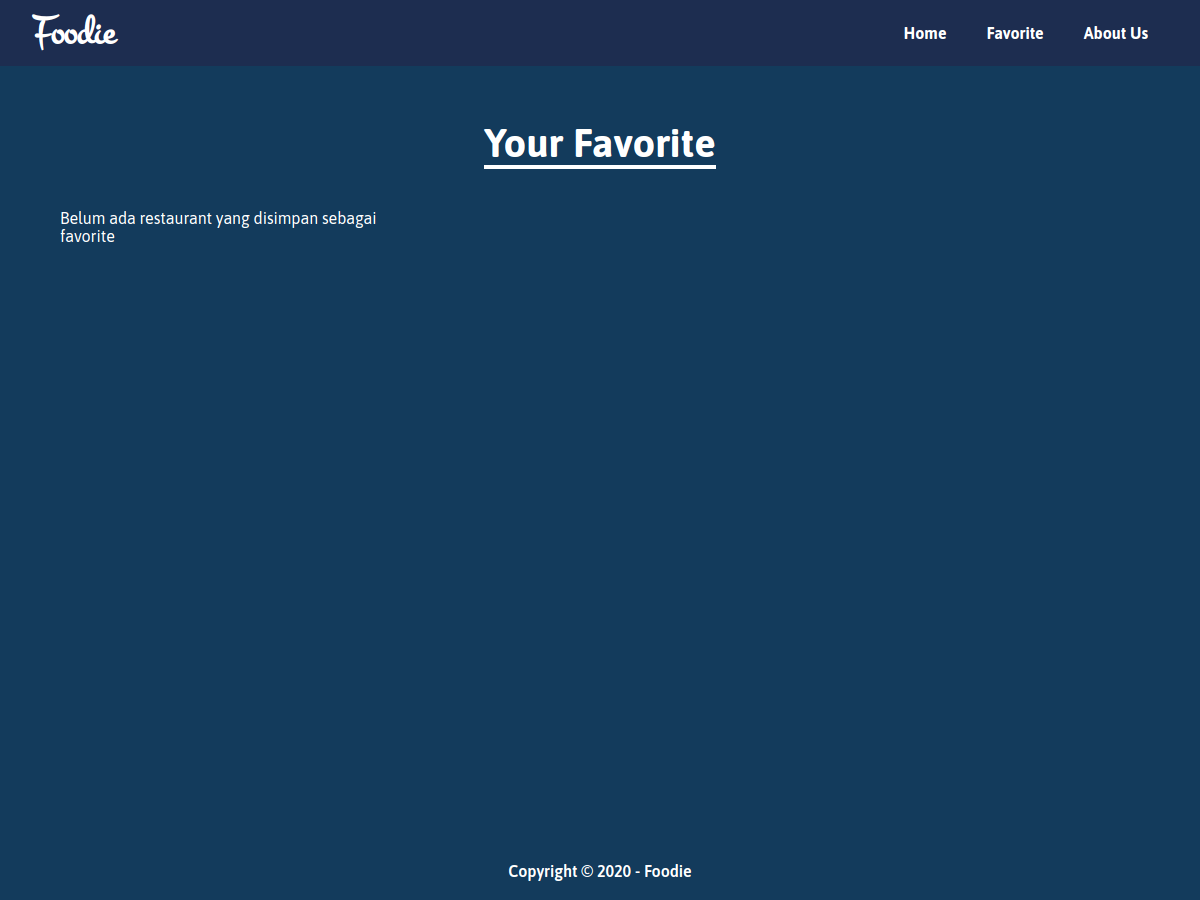 Foodie
Home Favorite About Us
Your Favorite
Belum ada restaurant yang disimpan sebagai
favorite
Copyright © 2020 - Foodie